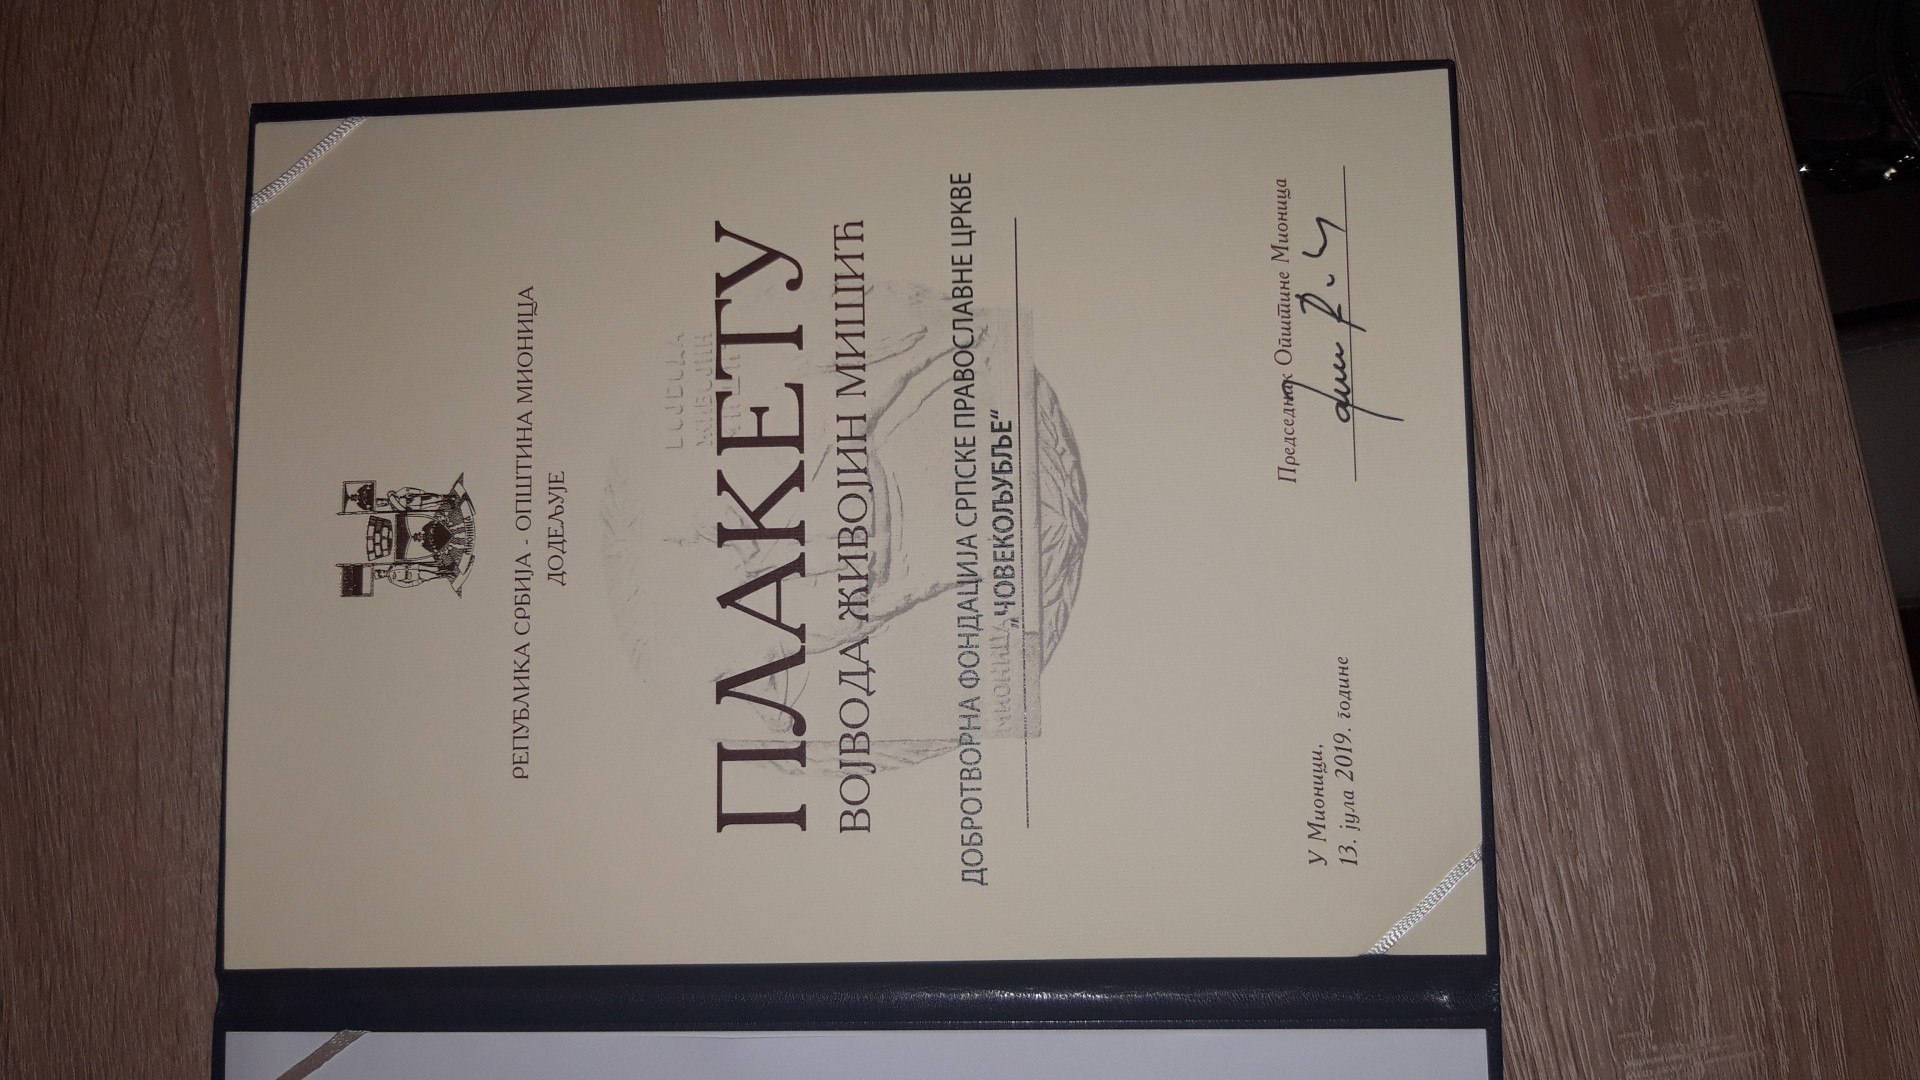 РЕПУБЛИКА СРБИЈА - ОПШТИНА МИОНИЦА
ДОДЕЉУЈЕ
ПЛАКЕТУ
ВОЈВОДА ЖИВОЈИН МИШИЋ
ДОБРОТВОРНА ФОНДАЦИЈА СРПСКЕ ПРАВОСЛАВНЕ ЦРКВЕ
„ЧОВЕКОЉУБЉЕ“
МИОНИЦА
Председник Општине Мионица
У Мионици,
13. јула 2019. године